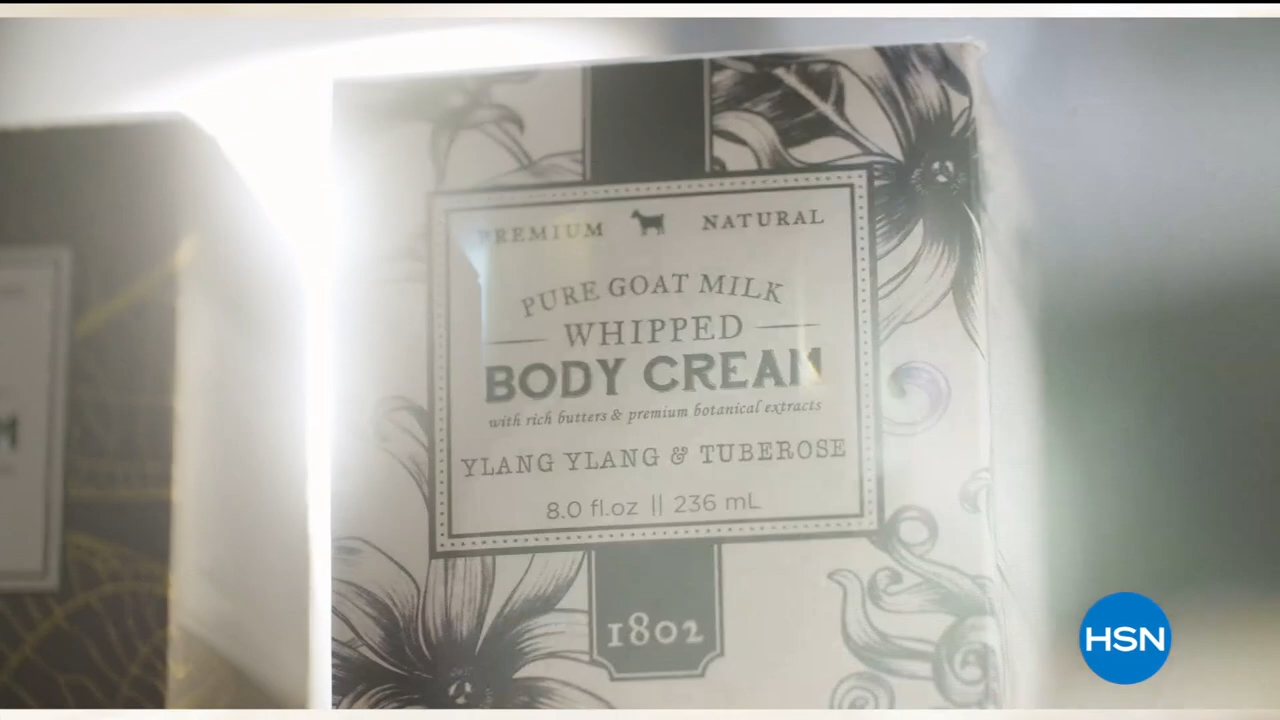 PREMIUM NATURAL
PURE GOAT MILK
WHIPPED
BODY CREAM
with rich butters & premium botanical extracts
YLANG YLANG & TUBEROSE
8.0 fl.oz || 236 mL
1802
HSN